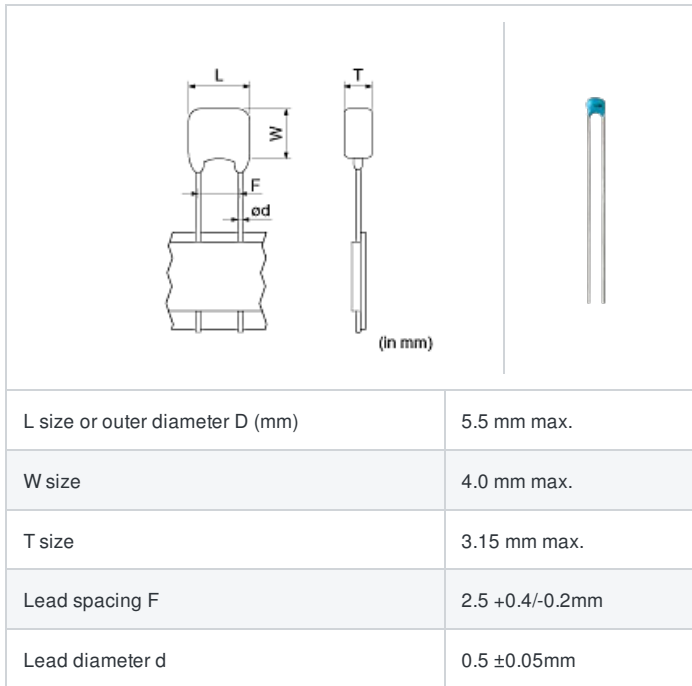 L
T
W
F
ød
(in mm)
L size or outer diameter D (mm) 5.5 mm max.
W size 4.0 mm max.
T size 3.15 mm max.
Lead spacing F 2.5 +0.4/-0.2mm
Lead diameter d 0.5 ±0.05mm